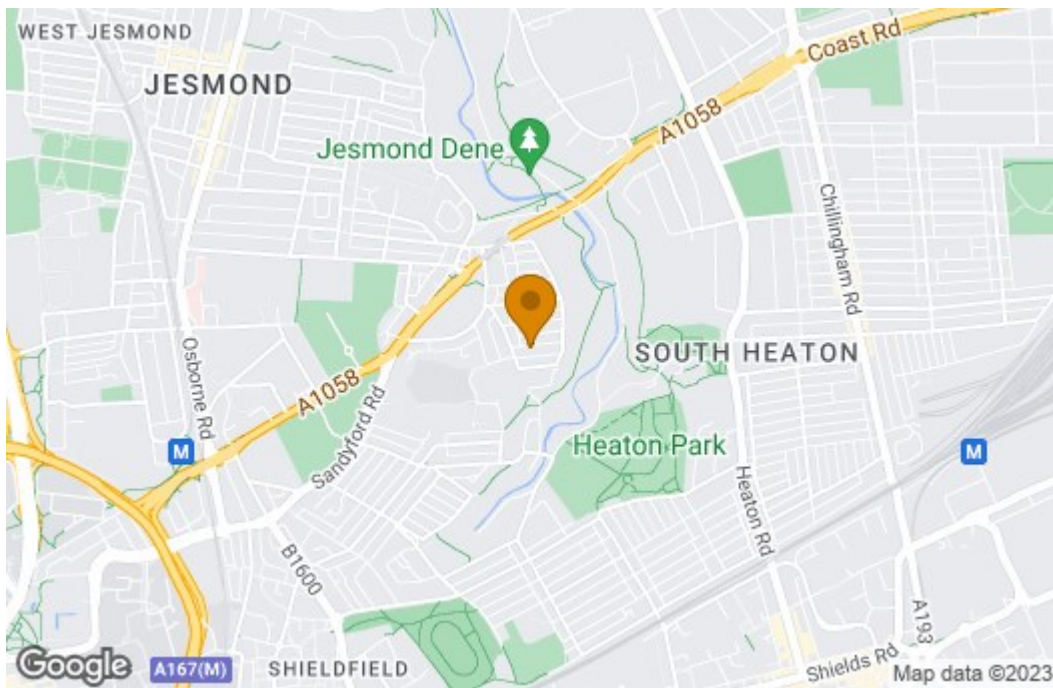 WEST JESMOND
JESMOND
Coast Rd
A1058
Jesmond Dene
Chillingham Rd
Osborne Rd
SOUTH HEATON
A1058
Sandyford Rd
M
Heaton Park
M
Heaton Rd
B1600
A193
Google
A167(M)
SHIELDFIELD
Shields Rd
Map data ©2023